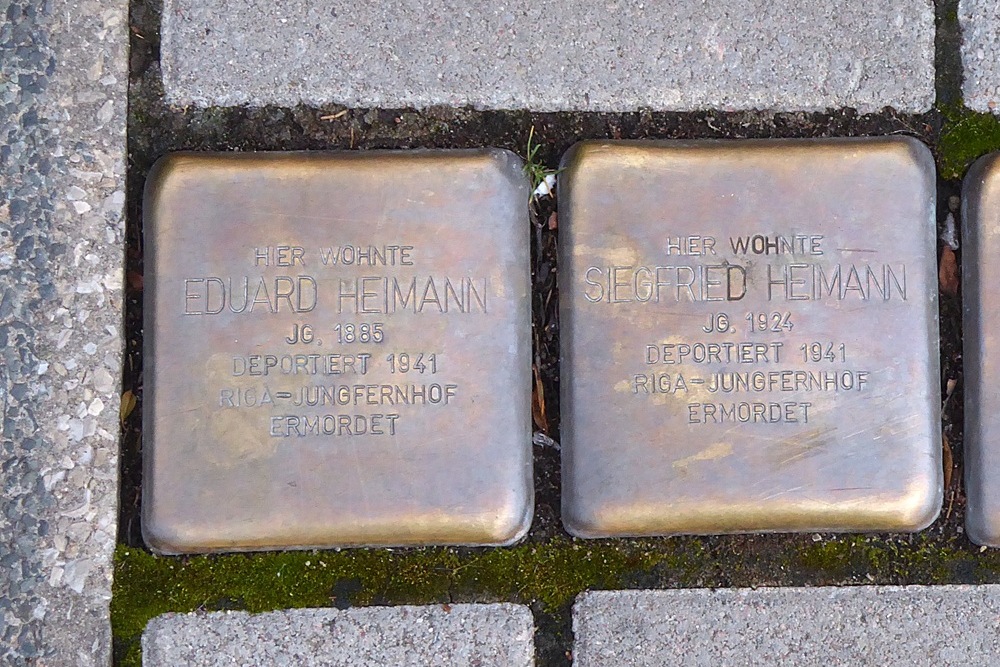 HIER WOHNTE
EDUARD HEIMANN
JG. 1885
DEPORTIERT 1941
RIGA-JUNGFERNHOF
ERMORDET
HIER WOHNTE
SIEGFRIED HEIMANN
JG. 1924
DEPORTIERT 1941
RIGA-JUNGFERNHOF
ERMORDET